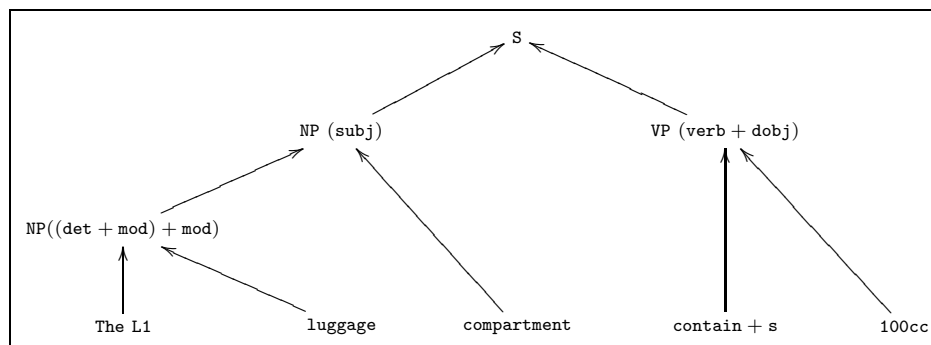 S
NP (subj) VP (verb + dobj)
NP((det + mod) + mod)
The L1 luggage compartment contain + s 100cc